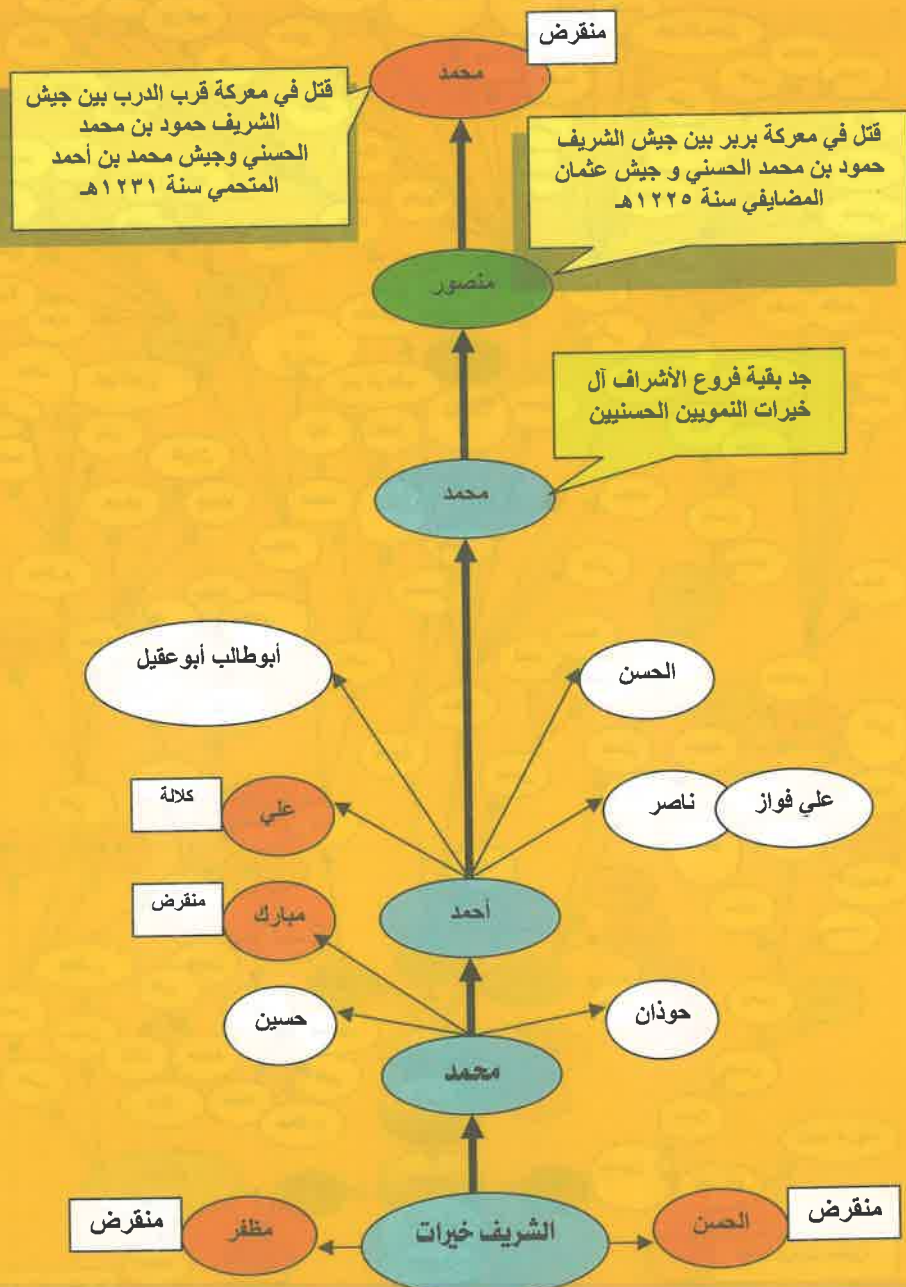 منقرض
محمد
قتل في معركة قرب الدرب بين جيش
الشريف حمود بن محمد
الحسني وجيش محمد بن أحمد
المتحمي سنة ١٢٣١هـ
قتل في معركة بربر بين جيش الشريف
حمود بن محمد الحسني و جيش عثمان
المضايفي سنة ١٢٢٥هـ
منصور
جد بقية فروع الأشراف آل
خيرات النمويين الحسنيين
محمد
الحسن
أبوطالب أبوعقيل
علي فواز
ناصر
علي
كلالة
أحمد
مبارك
منقرض
حوذان
حسين
محمد
منقرض
الحسن
الشريف خيرات
مظفر
منقرض